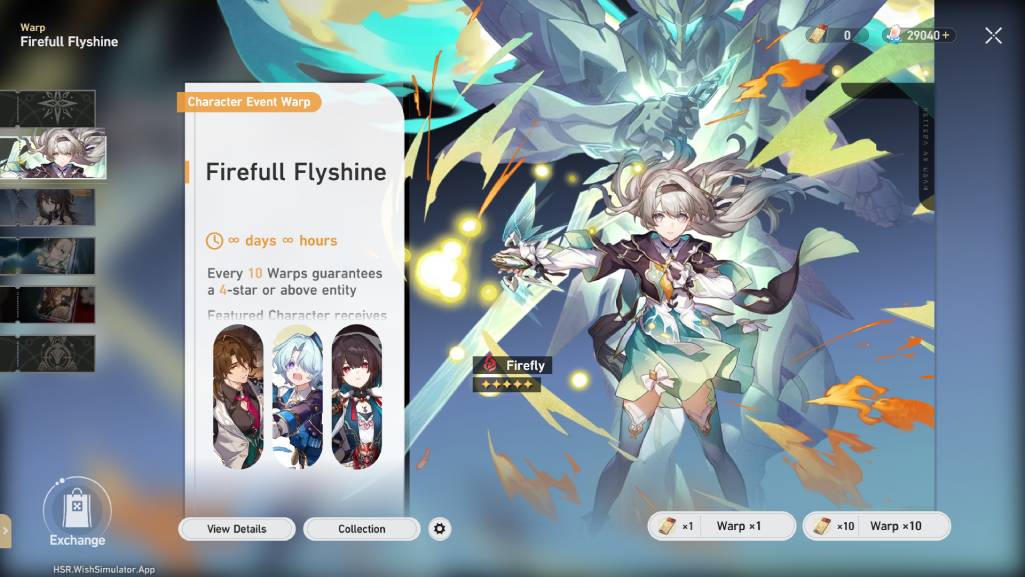 Warp
Firefull Flyshine
0
29040+
Character Event Warp
Firefull Flyshine
∞ days ∞ hours
Every 10 Warps guarantees
a 4-star or above entity
Featured Character receives
Firefly
Exchange
View Details
Collection
×1 Warp ×1
×10 Warp ×10
HSR.WishSimulator.App